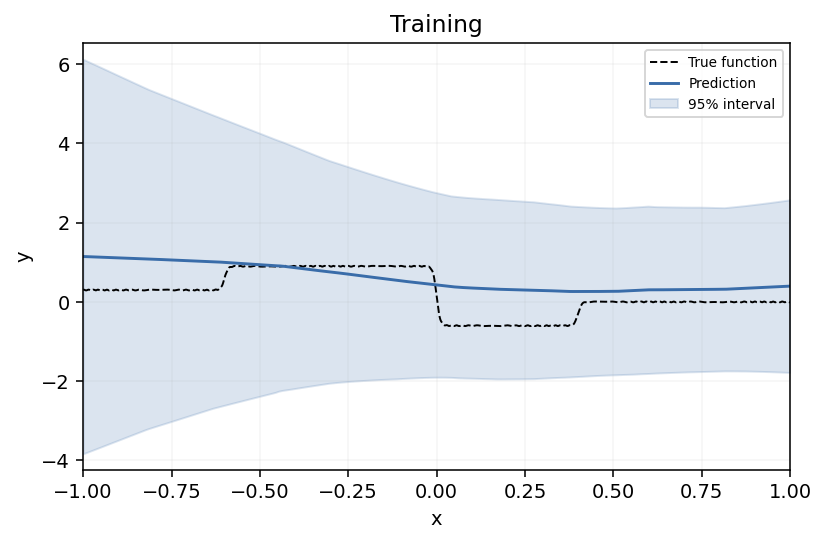 Training
True function
Prediction
95% interval
6
4
2
0
−2
−4
y
−1.00 −0.75 −0.50 −0.25 0.00 0.25 0.50 0.75 1.00
x